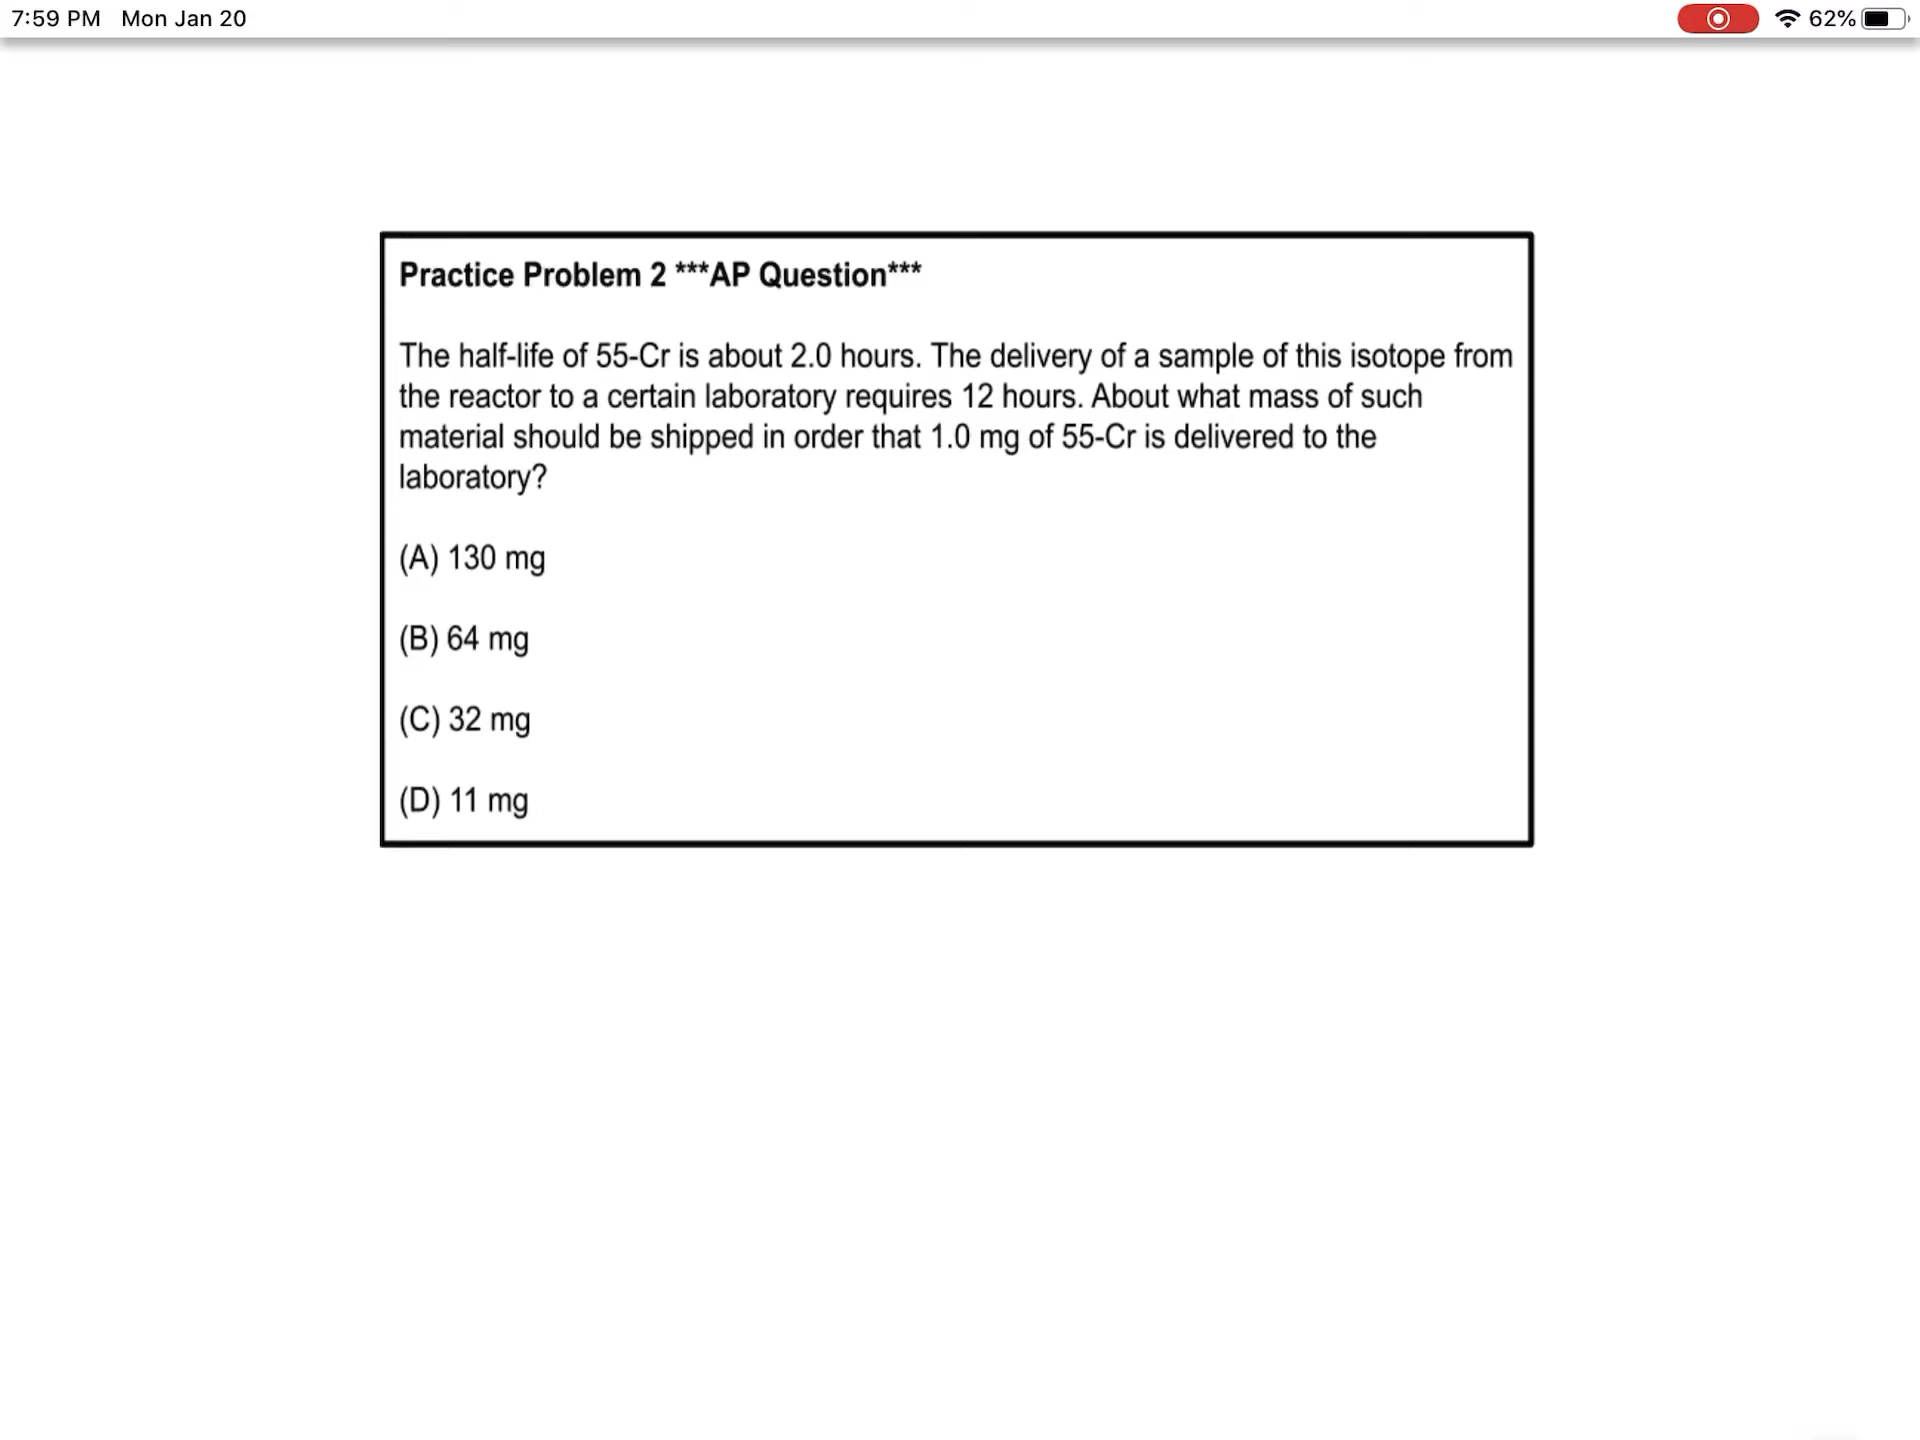 7:59 PM Mon Jan 20
62%
Practice Problem 2 ***AP Question***
The half-life of 55-Cr is about 2.0 hours. The delivery of a sample of this isotope from
the reactor to a certain laboratory requires 12 hours. About what mass of such
material should be shipped in order that 1.0 mg of 55-Cr is delivered to the
laboratory?
(A) 130 mg
(B) 64 mg
(C) 32 mg
(D) 11 mg